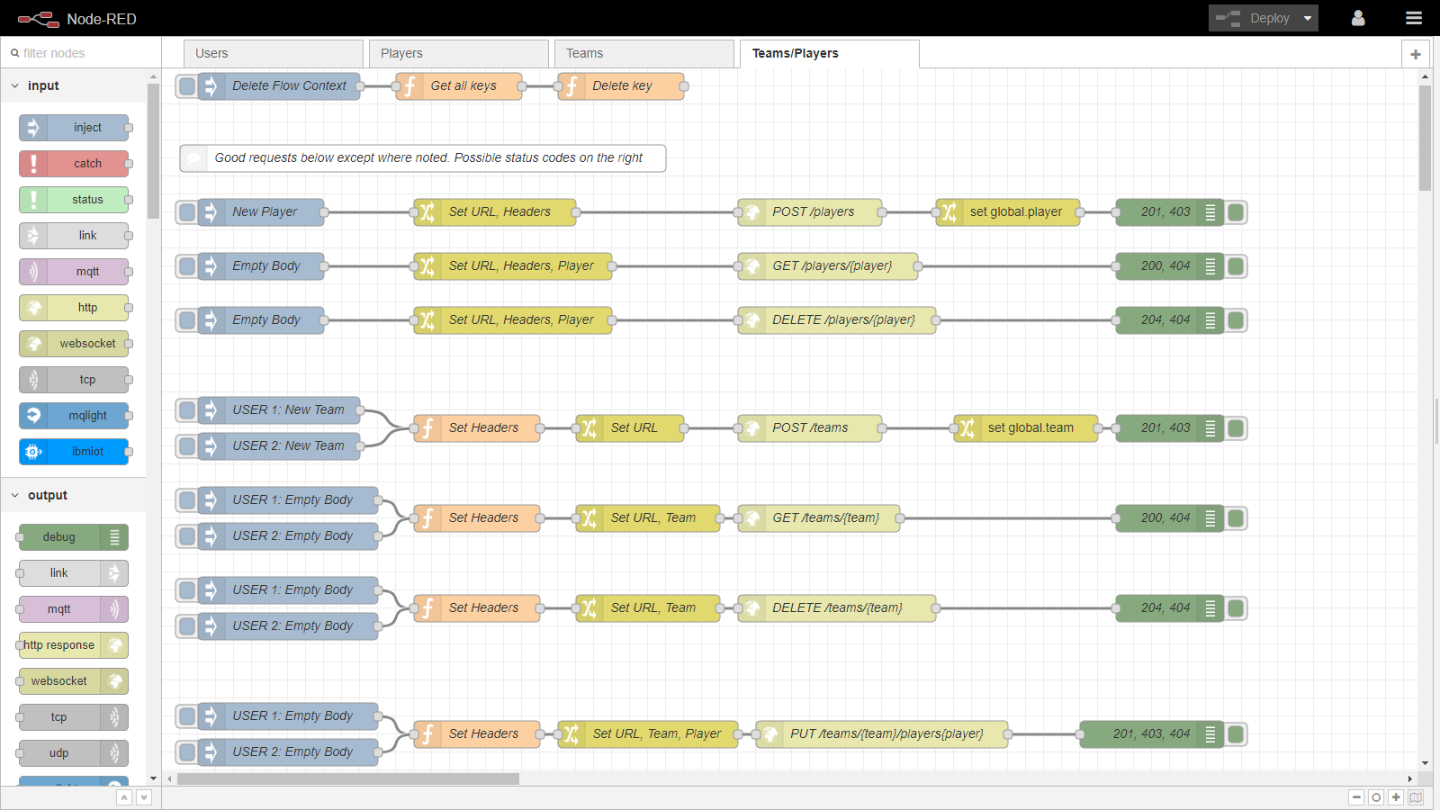 Node-RED
Deploy
filter nodes
Users
Players
Teams
Teams/Players
input
inject
catch
status
link
mqtt
http
websocket
tcp
mqlight
ibmiot
output
debug
link
mqtt
http response
websocket
tcp
udp
Delete Flow Context
Get all keys
Delete key
Good requests below except where noted. Possible status codes on the right
New Player
Set URL, Headers
POST /players
set global.player
201, 403
Empty Body
Set URL, Headers, Player
GET /players/{player}
200, 404
Empty Body
Set URL, Headers, Player
DELETE /players/{player}
204, 404
USER 1: New Team
USER 2: New Team
Set Headers
Set URL
POST /teams
set global.team
201, 403
USER 1: Empty Body
USER 2: Empty Body
Set Headers
Set URL, Team
GET /teams/{team}
200, 404
USER 1: Empty Body
USER 2: Empty Body
Set Headers
Set URL, Team
DELETE /teams/{team}
204, 404
USER 1: Empty Body
USER 2: Empty Body
Set Headers
Set URL, Team, Player
PUT /teams/{team}/players{player}
201, 403, 404